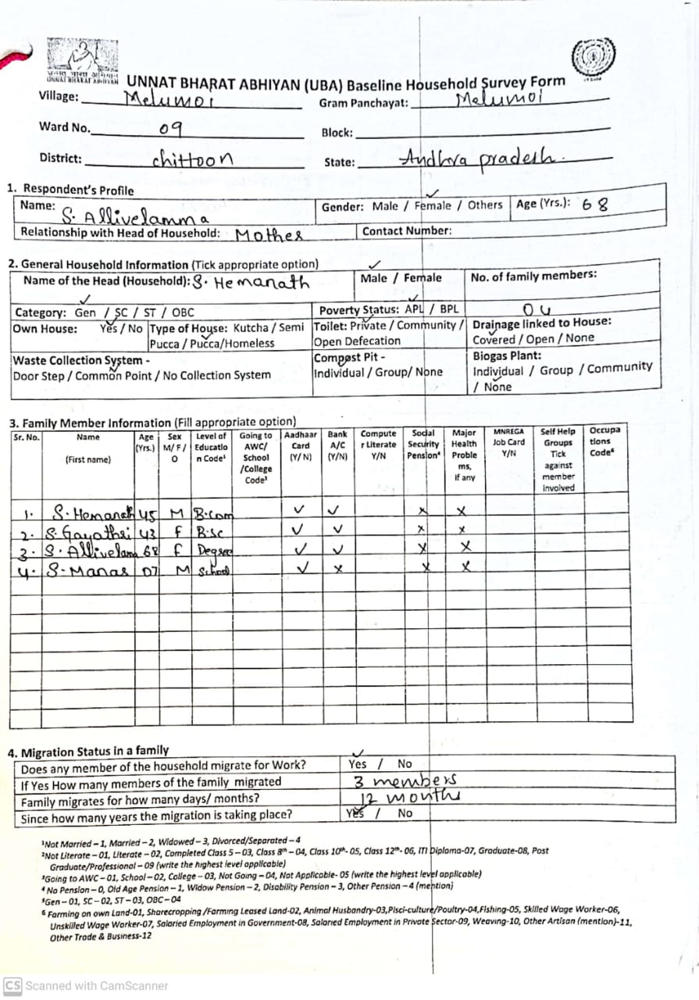 उन्नत भारत अभियान
UNNAT BHARAT ABHIYAN
UNNAT BHARAT ABHIYAN (UBA) Baseline Household Survey Form
Village: Melumoi Gram Panchayat: Melumoi
Ward No. 09 Block:
District: chittoon State: Andhra pradesh.
1. Respondent's Profile
Name: S. Allivelamma Gender: Male / Female / Others Age (Yrs.): 68
Relationship with Head of Household: Mother Contact Number:
2. General Household Information (Tick appropriate option)
Name of the Head (Household): S. Hemanath Male / Female No. of family members: 04
Category: Gen / SC / ST / OBC Poverty Status: APL / BPL
Own House: Yes / No Type of House: Kutcha / Semi Pucca / Pucca/Homeless Toilet: Private / Community / Open Defecation Drainage linked to House: Covered / Open / None
Waste Collection System - Door Step / Common Point / No Collection System Compost Pit - Individual / Group/ None Biogas Plant: Individual / Group / Community / None
3. Family Member Information (Fill appropriate option)
Sr. No. Name (First name) Age (Yrs.) Sex M/ F/ O Level of Educatio n Code¹ Going to AWC/ School /College Code³ Aadhaar Card (Y/ N) Bank A/C (Y/N) Compute r Literate Y/N Social Security Pension⁴ Major Health Proble ms, if any MNREGA Job Card Y/N Self Help Groups Tick against member involved Occupa tions Code⁶
1. S. Hemanath 45 M B.com ✓ ✓ x x
2. S. Gayathri 43 F B.sc ✓ ✓ x x
3. S. Allivelama 68 F Degree ✓ ✓ x x
4. S. Manas 07 M School ✓ x x x
4. Migration Status in a family
Does any member of the household migrate for Work? Yes / No
If Yes How many members of the family migrated 3 members
Family migrates for how many days/ months? 12 months
Since how many years the migration is taking place? Yes / No
¹Not Married – 1, Married – 2, Widowed – 3, Divorced/Separated – 4
²Not Literate – 01, Literate – 02, Completed Class 5 – 03, Class 8th – 04, Class 10th- 05, Class 12th- 06, ITI Diploma-07, Graduate-08, Post
Graduate/Professional – 09 (write the highest level applicable)
³Going to AWC – 01, School – 02, College – 03, Not Going – 04, Not Applicable- 05 (write the highest level applicable)
⁴ No Pension – 0, Old Age Pension – 1, Widow Pension – 2, Disability Pension – 3, Other Pension – 4 (mention)
⁵Gen – 01, SC – 02, ST – 03, OBC – 04
⁶ Farming on own Land-01, Sharecropping /Farming Leased Land-02, Animal Husbandry-03,Pisci-culture/Poultry-04,Fishing-05, Skilled Wage Worker-06,
Unskilled Wage Worker-07, Salaried Employment in Government-08, Salaried Employment in Private Sector-09, Weaving-10, Other Artisan (mention)-11,
Other Trade & Business-12
CS Scanned with CamScanner